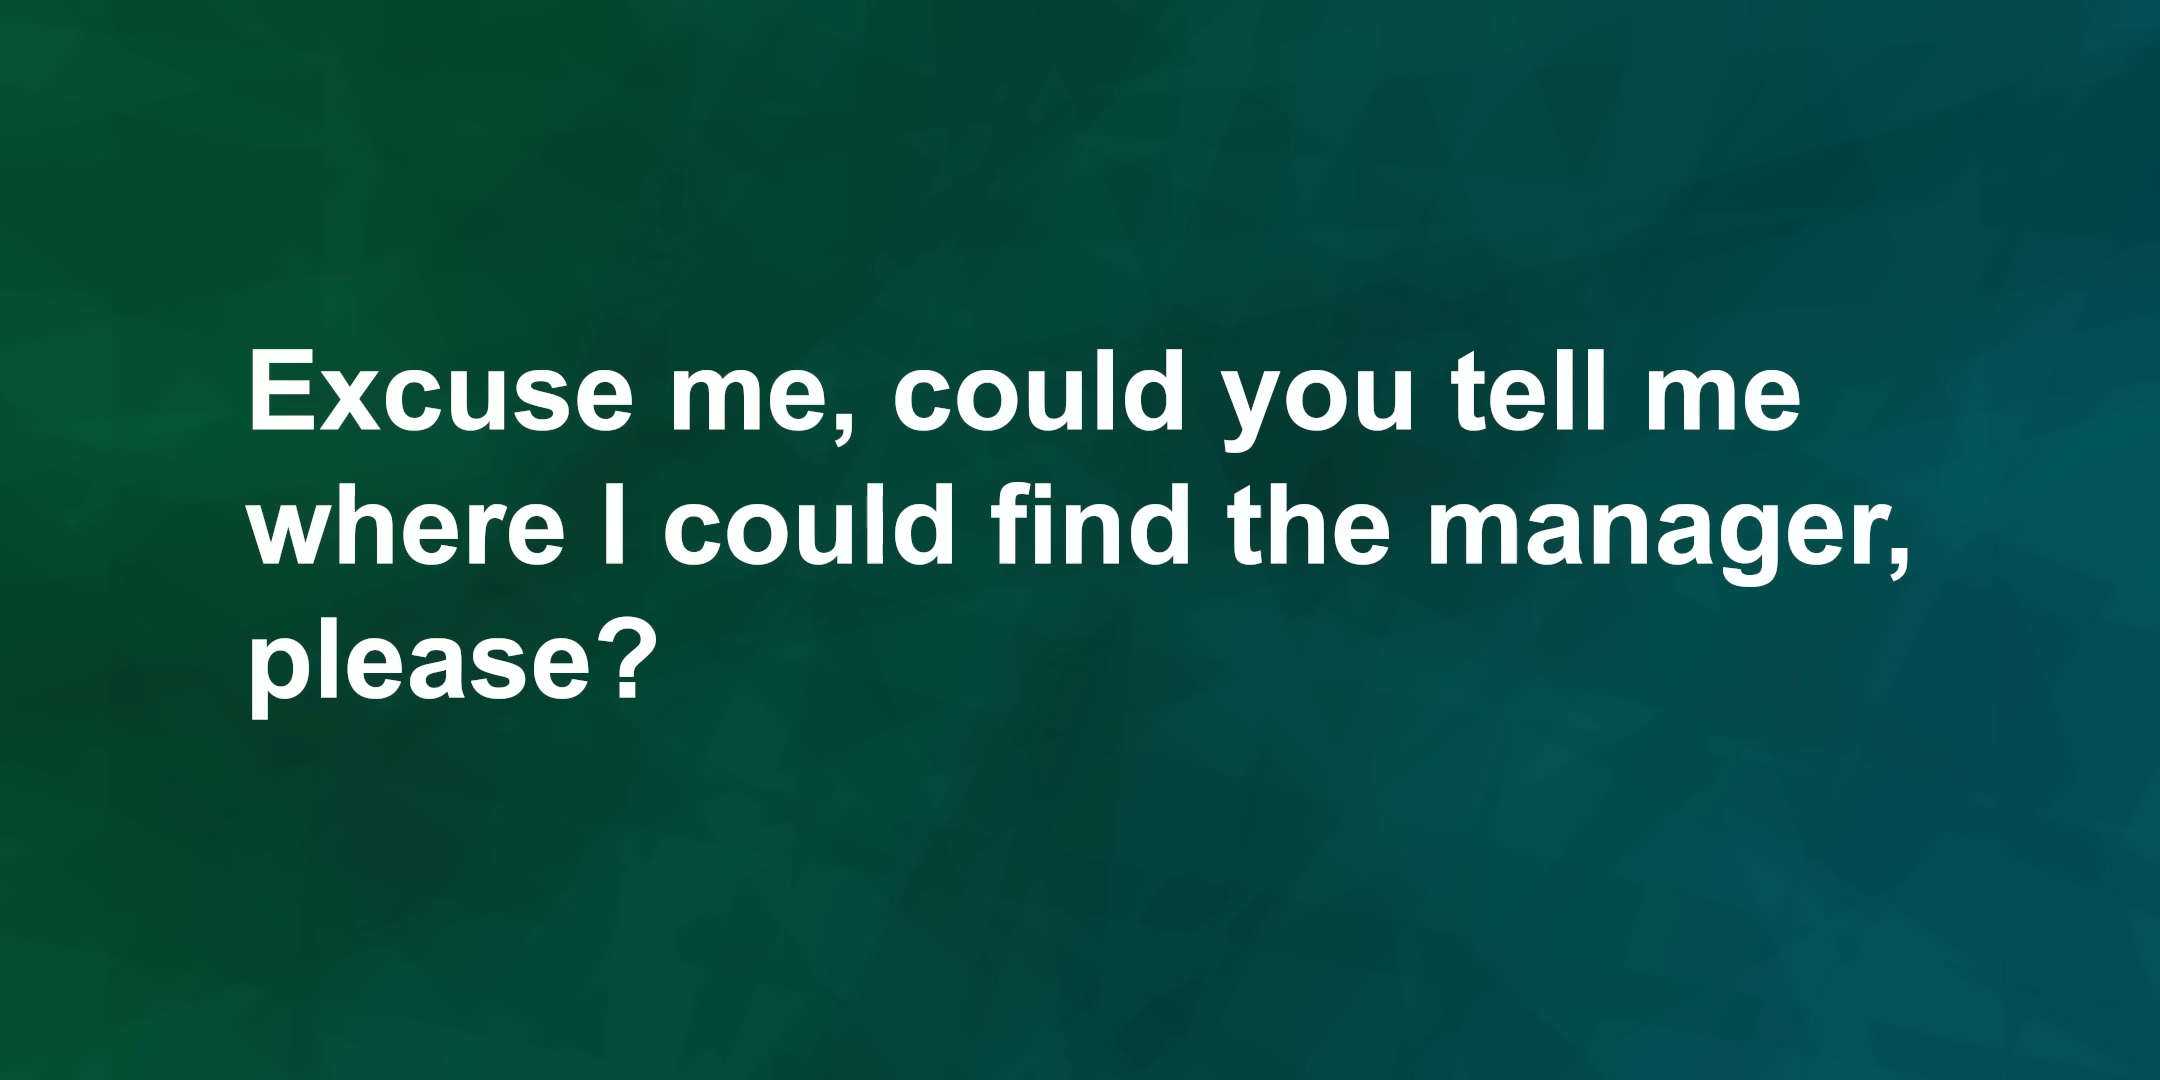 Excuse me, could you tell me
where I could find the manager,
please?